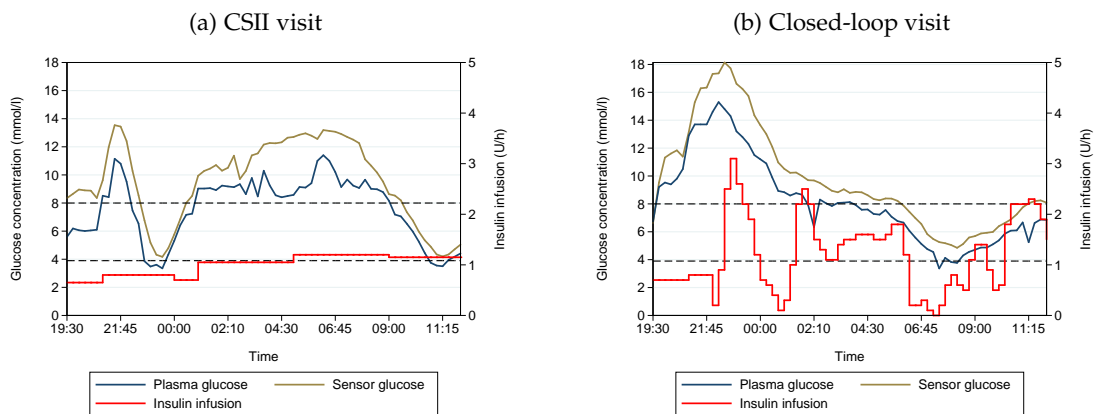 (a) CSII visit
(b) Closed-loop visit
18
16
14
12
10
8
6
4
2
0
Glucose concentration (mmol/l)
5
4
3
2
1
0
Insulin infusion (U/h)
19:30 21:45 00:00 02:10 04:30 06:45 09:00 11:15
Time
Plasma glucose Sensor glucose
Insulin infusion
18
16
14
12
10
8
6
4
2
0
Glucose concentration (mmol/l)
5
4
3
2
1
0
Insulin infusion (U/h)
19:30 21:45 00:00 02:10 04:30 06:45 09:00 11:15
Time
Plasma glucose Sensor glucose
Insulin infusion